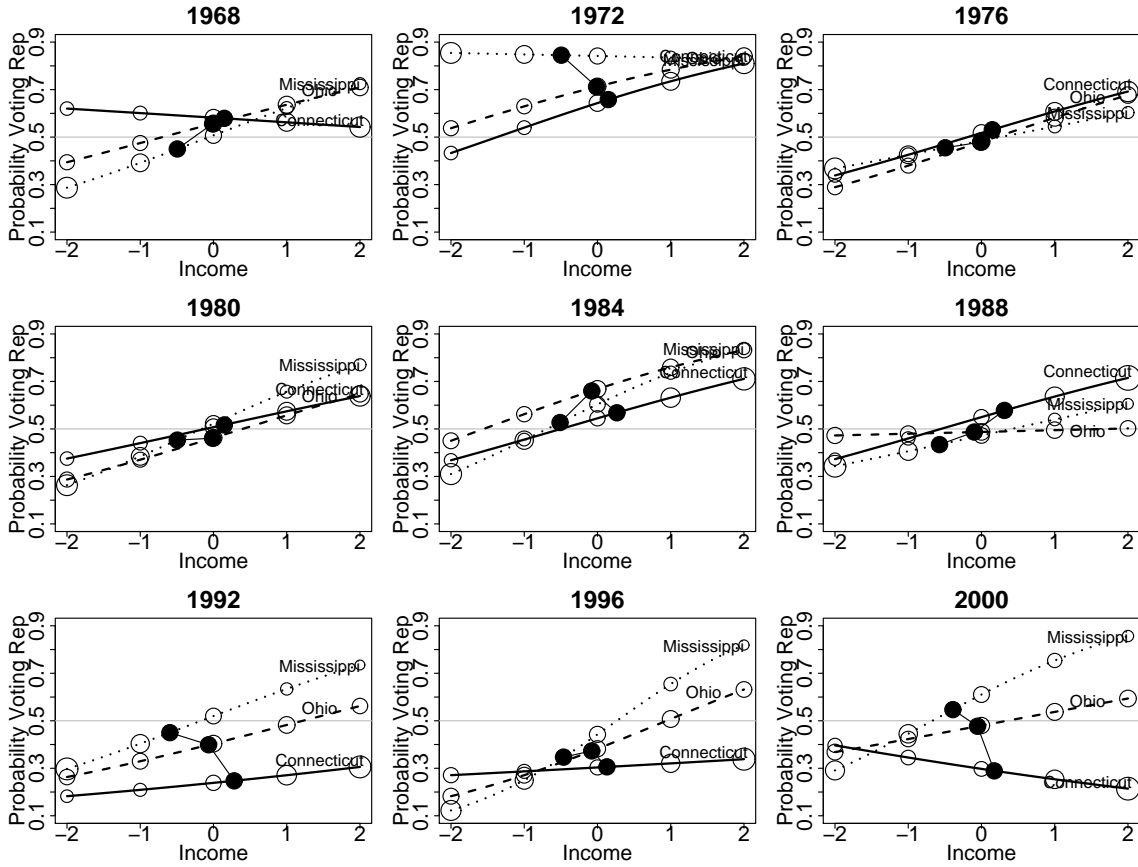 1968
Probability Voting Rep
0.1 0.3 0.5 0.7 0.9
Mississippi
Ohio
Connecticut
−2 −1 0 1 2
Income
1972
Probability Voting Rep
0.1 0.3 0.5 0.7 0.9
Connecticut
Ohio
Mississippi
−2 −1 0 1 2
Income
1976
Probability Voting Rep
0.1 0.3 0.5 0.7 0.9
Connecticut
Ohio
Mississippi
−2 −1 0 1 2
Income
1980
Probability Voting Rep
0.1 0.3 0.5 0.7 0.9
Mississippi
Connecticut
Ohio
−2 −1 0 1 2
Income
1984
Probability Voting Rep
0.1 0.3 0.5 0.7 0.9
Mississippi
Ohio
Connecticut
−2 −1 0 1 2
Income
1988
Probability Voting Rep
0.1 0.3 0.5 0.7 0.9
Connecticut
Mississippi
Ohio
−2 −1 0 1 2
Income
1992
Probability Voting Rep
0.1 0.3 0.5 0.7 0.9
Mississippi
Ohio
Connecticut
−2 −1 0 1 2
Income
1996
Probability Voting Rep
0.1 0.3 0.5 0.7 0.9
Mississippi
Ohio
Connecticut
−2 −1 0 1 2
Income
2000
Probability Voting Rep
0.1 0.3 0.5 0.7 0.9
Mississippi
Ohio
Connecticut
−2 −1 0 1 2
Income